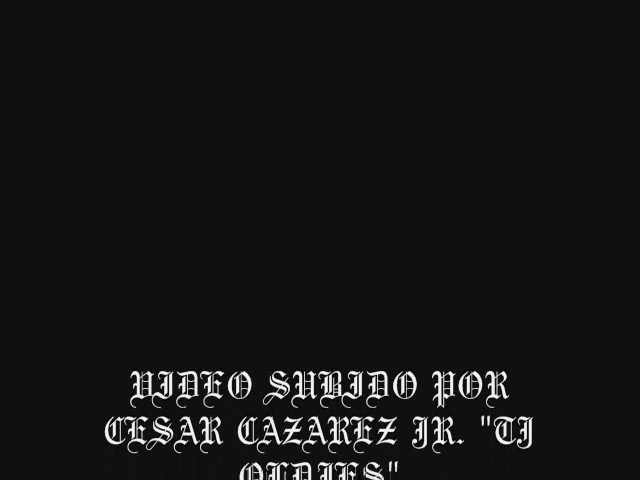 VIDEO SUBIDO POR
CESAR CAZAREZ JR. "TJ
OLDIES"